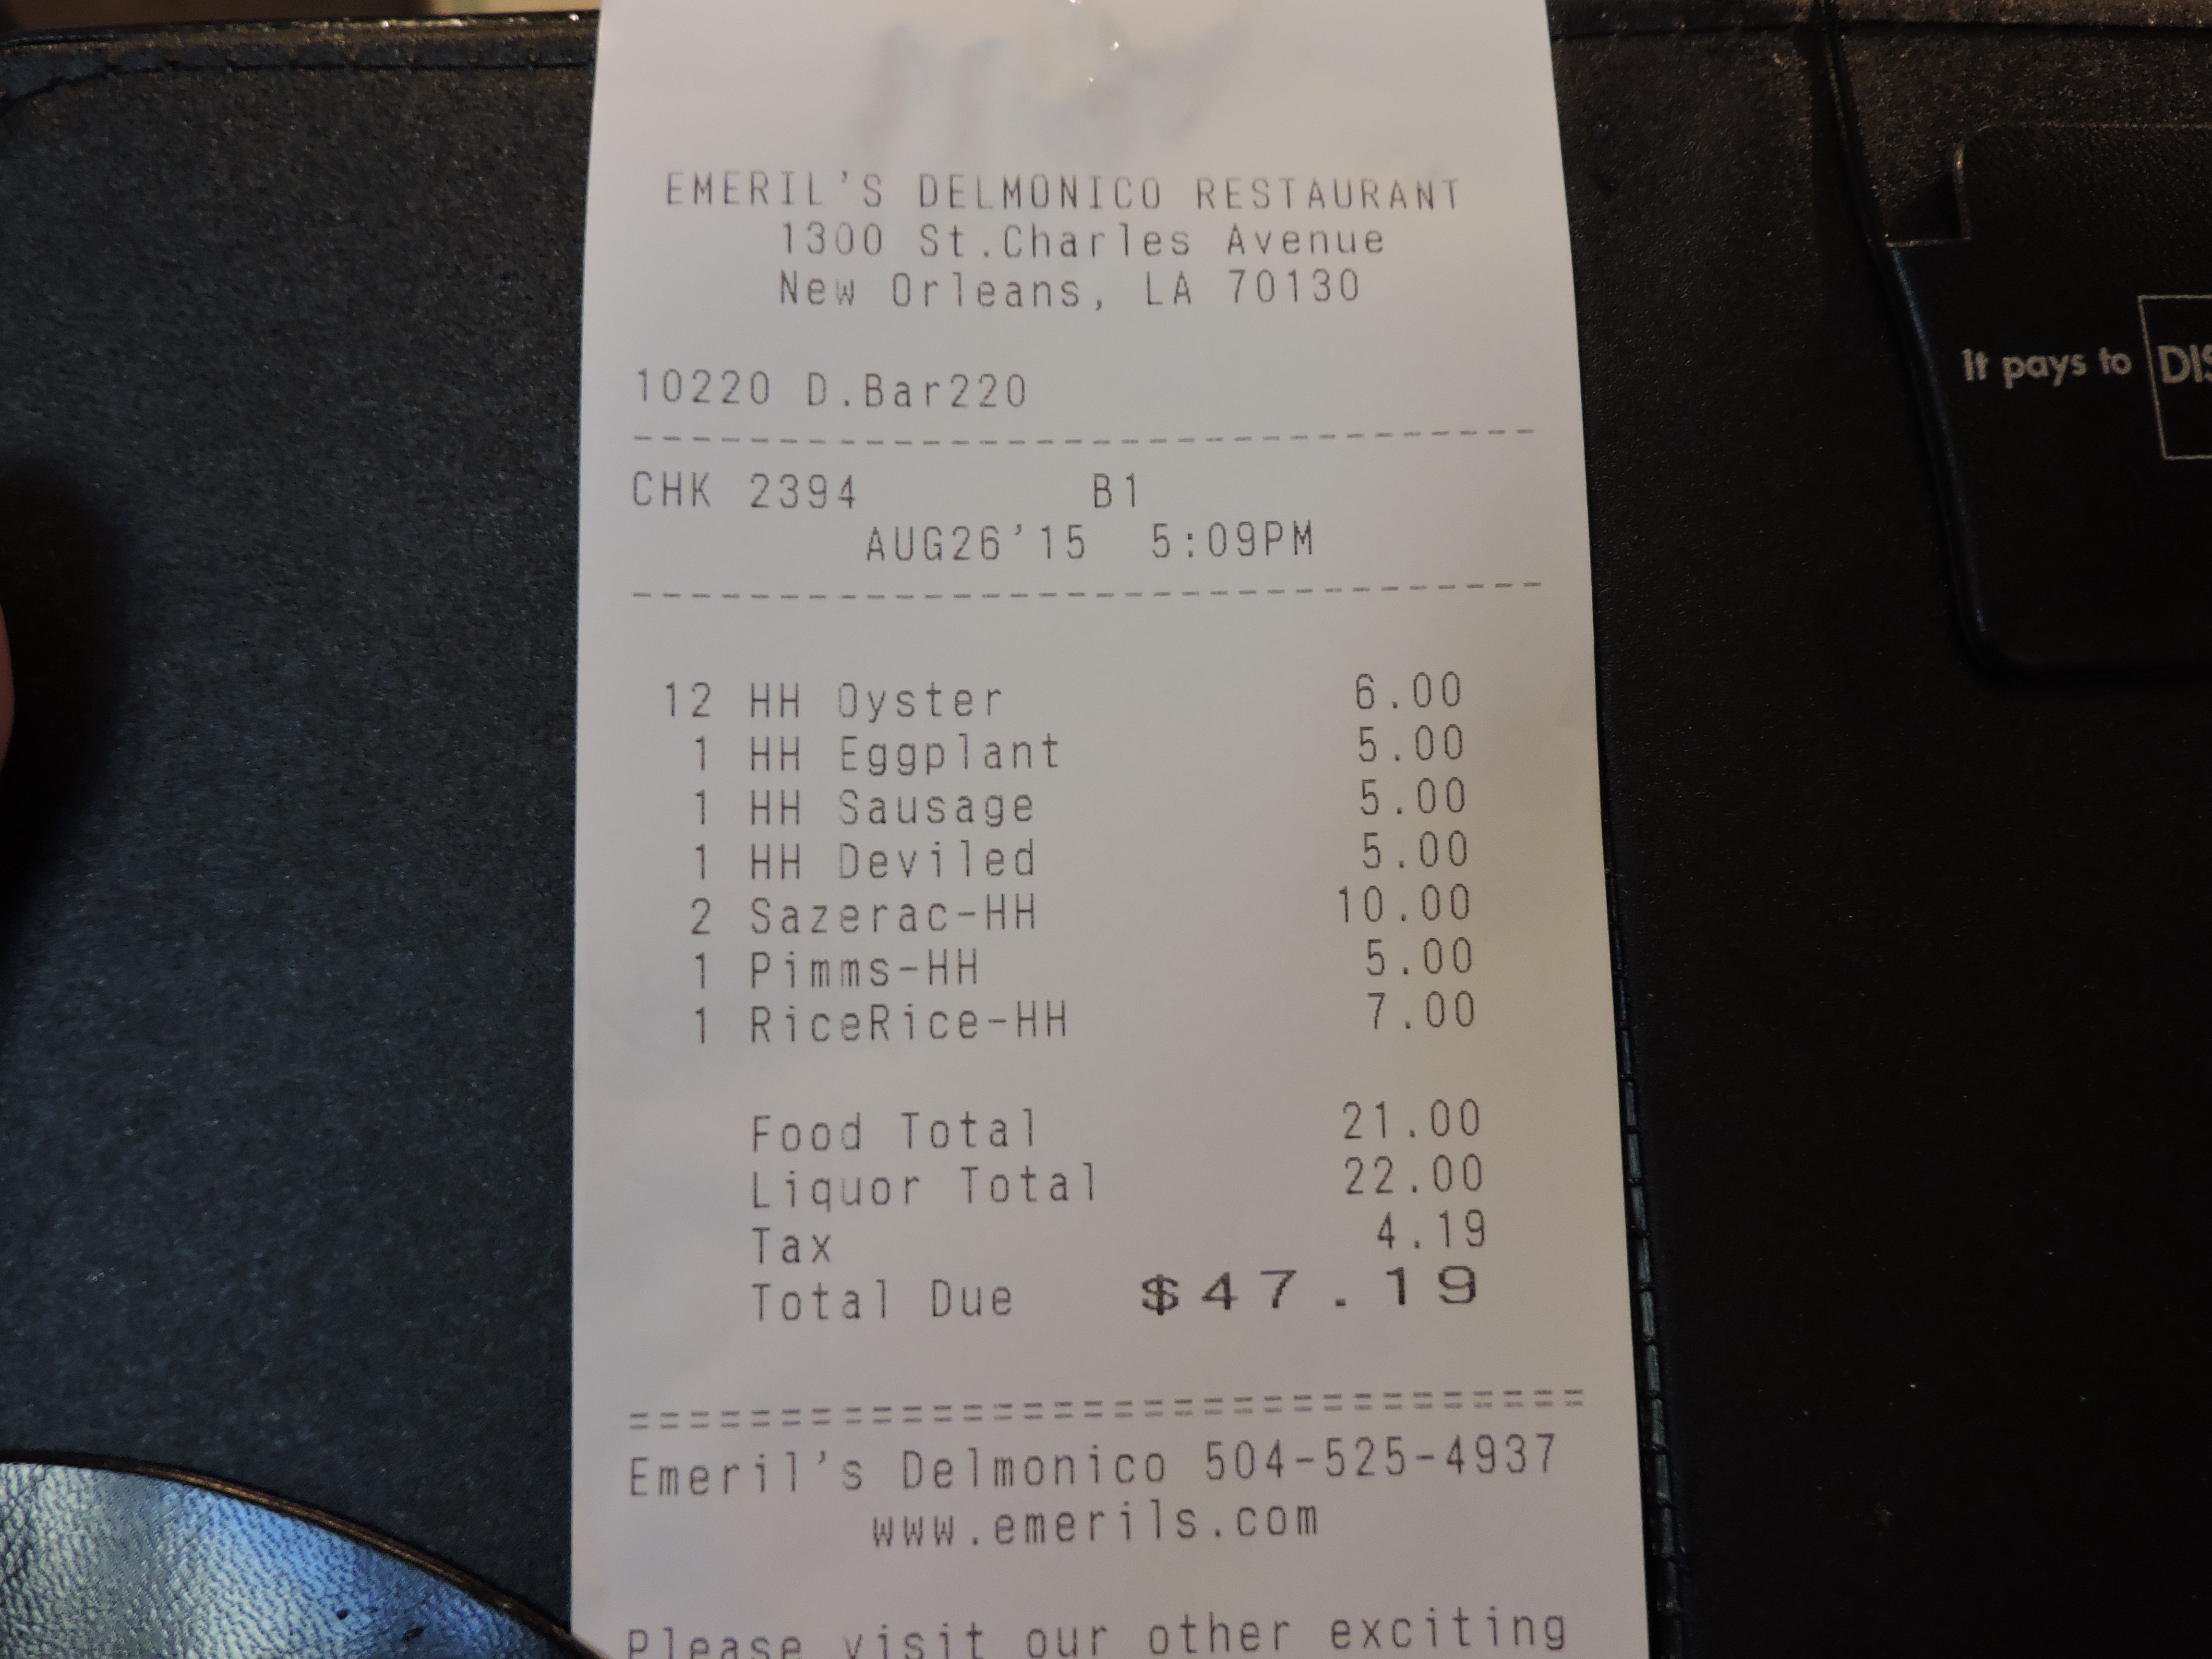 EMERIL'S DELMONICO RESTAURANT
1300 St.Charles Avenue
New Orleans, LA 70130
10220 D.Bar220
--------------------------------
CHK 2394 B1
AUG26'15 5:09PM
--------------------------------
12 HH Oyster 6.00
1 HH Eggplant 5.00
1 HH Sausage 5.00
1 HH Deviled 5.00
2 Sazerac-HH 10.00
1 Pimms-HH 5.00
1 RiceRice-HH 7.00
Food Total 21.00
Liquor Total 22.00
Tax 4.19
Total Due $47.19
================================
Emeril's Delmonico 504-525-4937
www.emerils.com
Please visit our other exciting
It pays to DIS